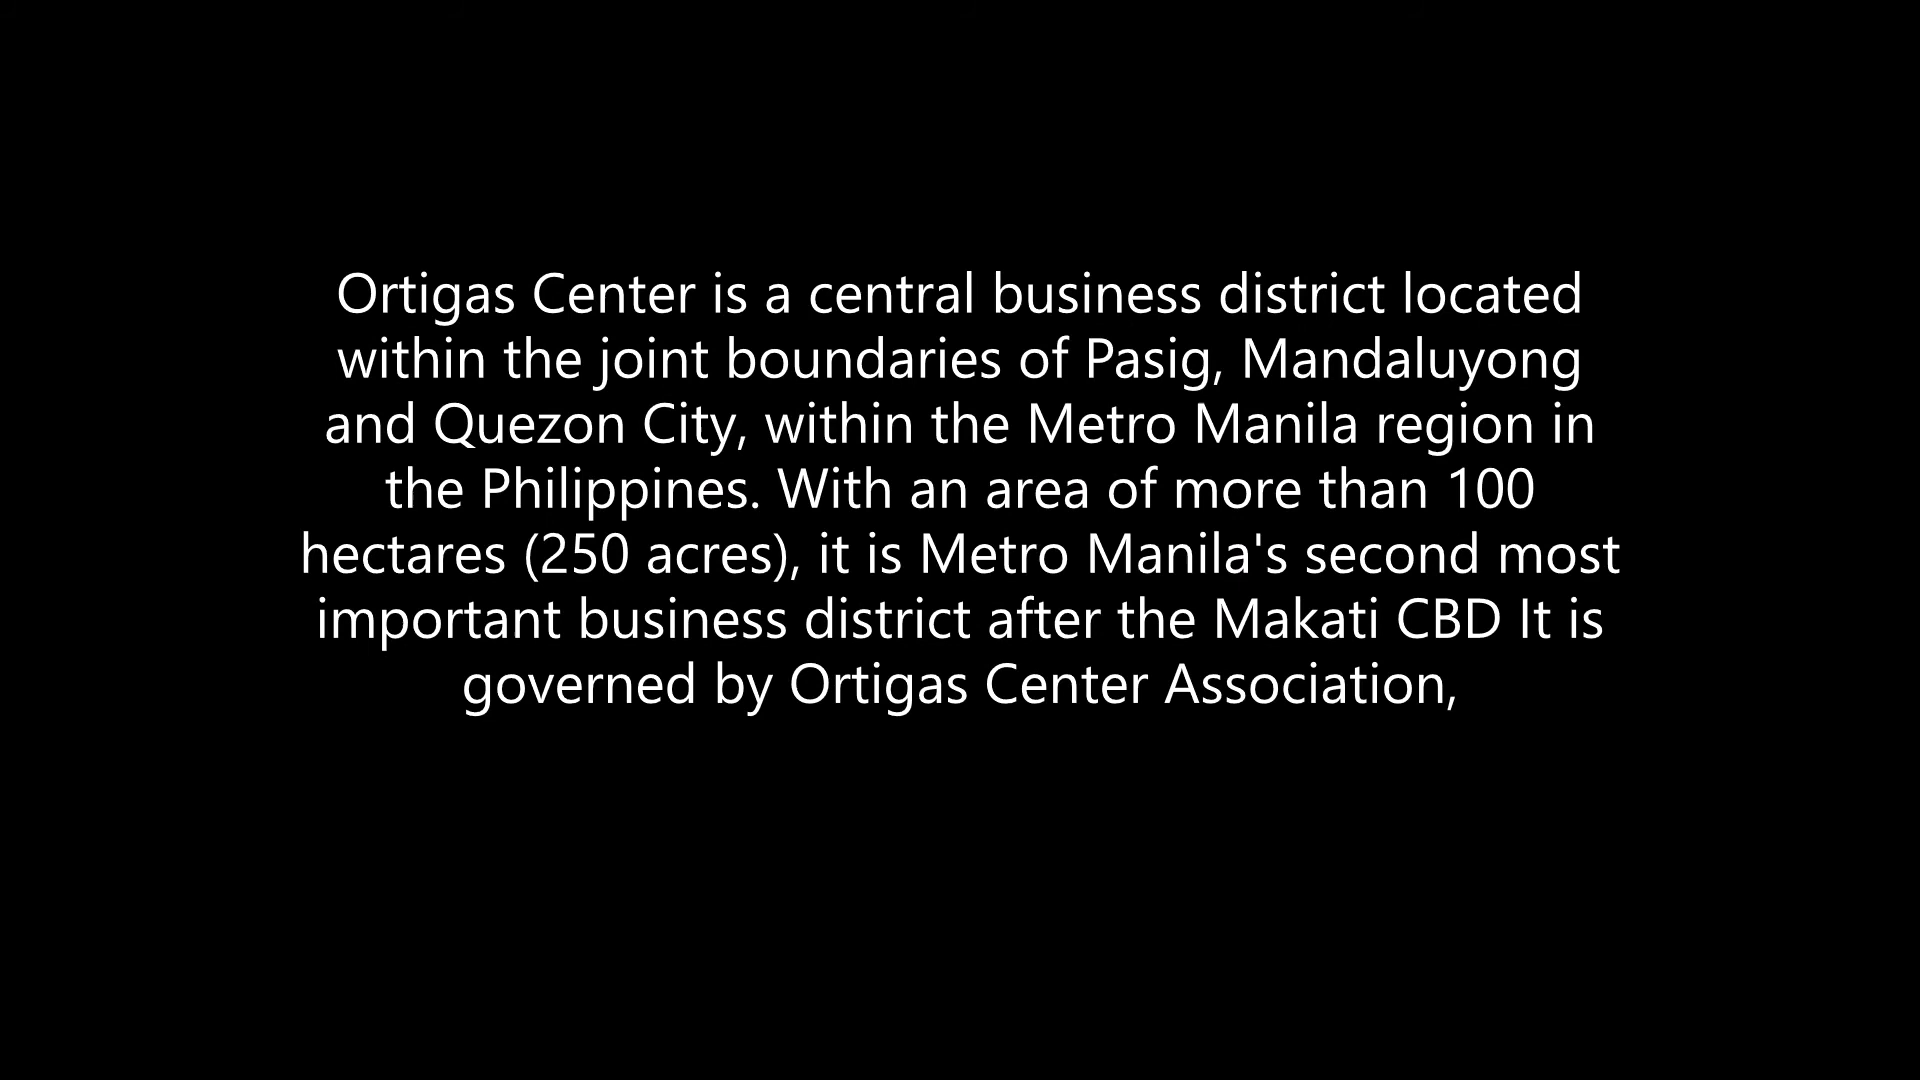 Ortigas Center is a central business district located
within the joint boundaries of Pasig, Mandaluyong
and Quezon City, within the Metro Manila region in
the Philippines. With an area of more than 100
hectares (250 acres), it is Metro Manila's second most
important business district after the Makati CBD It is
governed by Ortigas Center Association,